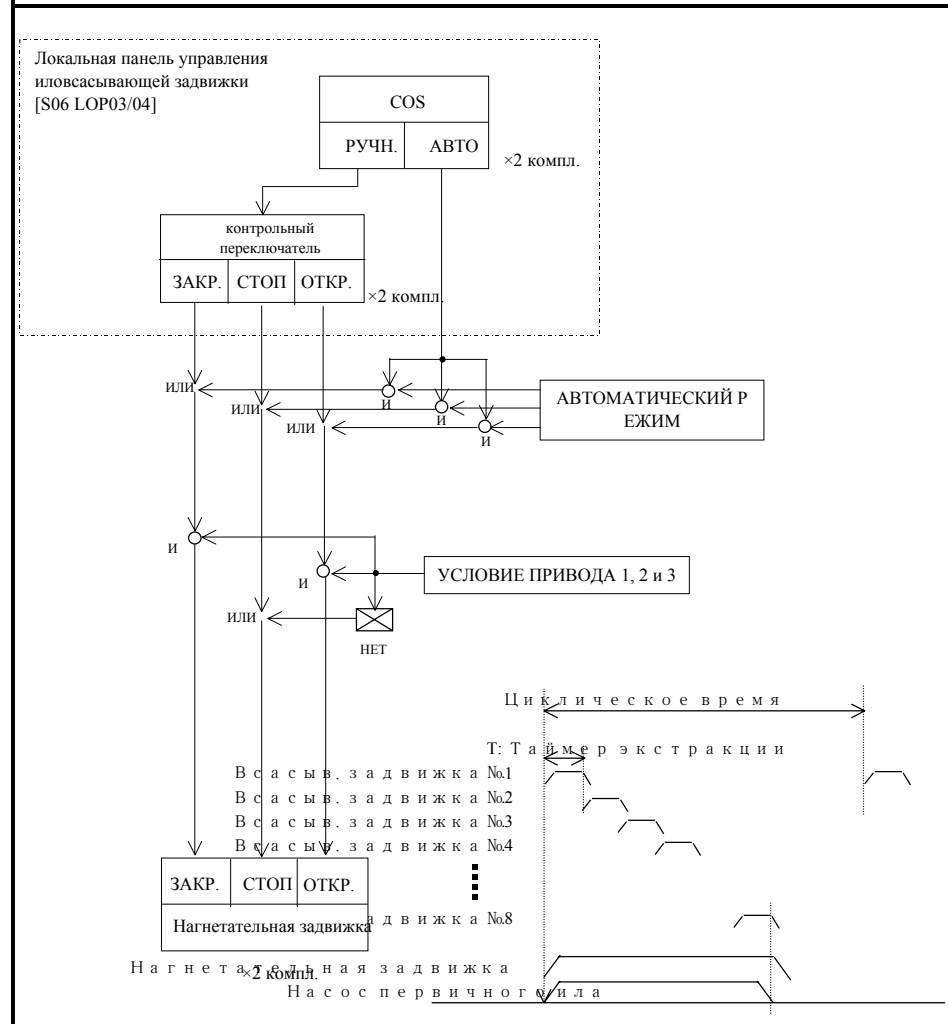 Локальная панель управления
иловсасывающей задвижки
[S06 LOP03/04]
COS
РУЧН. АВТО
×2 компл.
контрольный
переключатель
ЗАКР. СТОП ОТКР.
×2 компл.
ИЛИ
И
ИЛИ
И
ИЛИ
И
АВТОМАТИЧЕСКИЙ Р
ЕЖИМ
И
И
УСЛОВИЕ ПРИВОДА 1, 2 и 3
ИЛИ
НЕТ
Циклическое время
Т: Таймер экстракции
Всасыв. задвижка №1
Всасыв. задвижка №2
Всасыв. задвижка №3
Всасыв. задвижка №4
ЗАКР. СТОП ОТКР.
Нагнетательная задвижка
адвижка №8
×2 компл.
Нагнетательная задвижка
Насос первичного ила